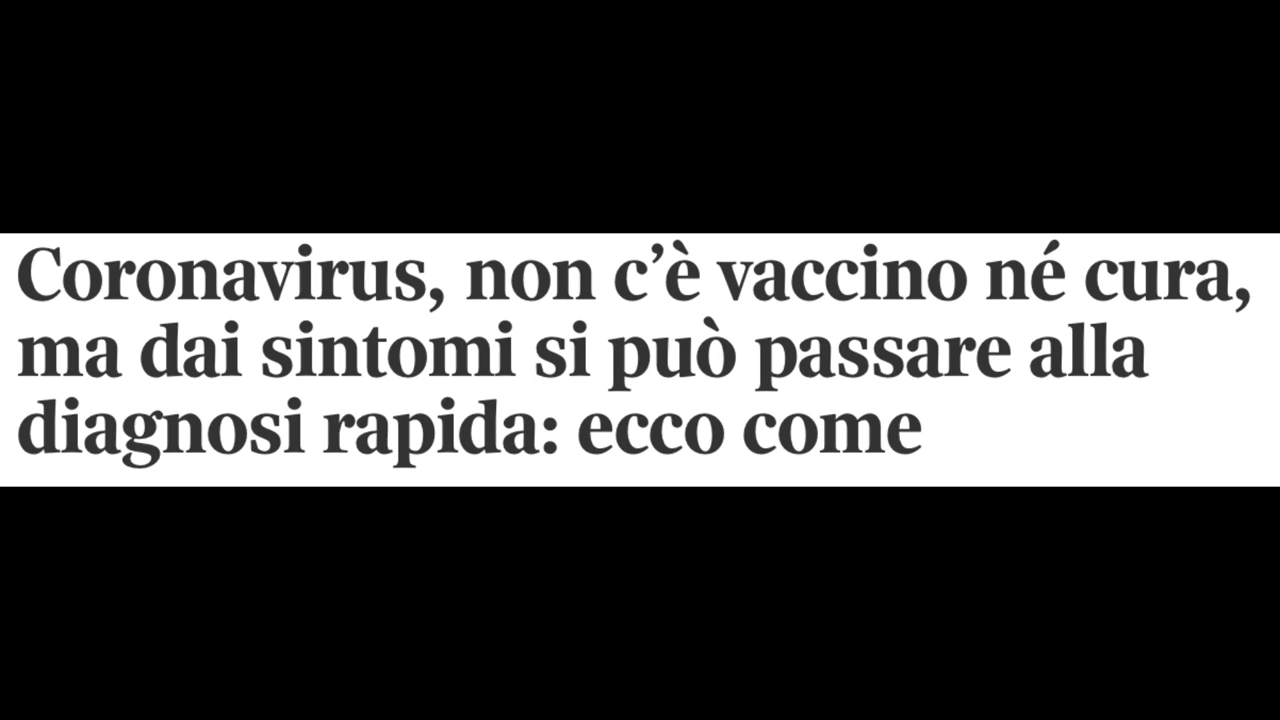 Coronavirus, non c’è vaccino né cura,
ma dai sintomi si può passare alla
diagnosi rapida: ecco come